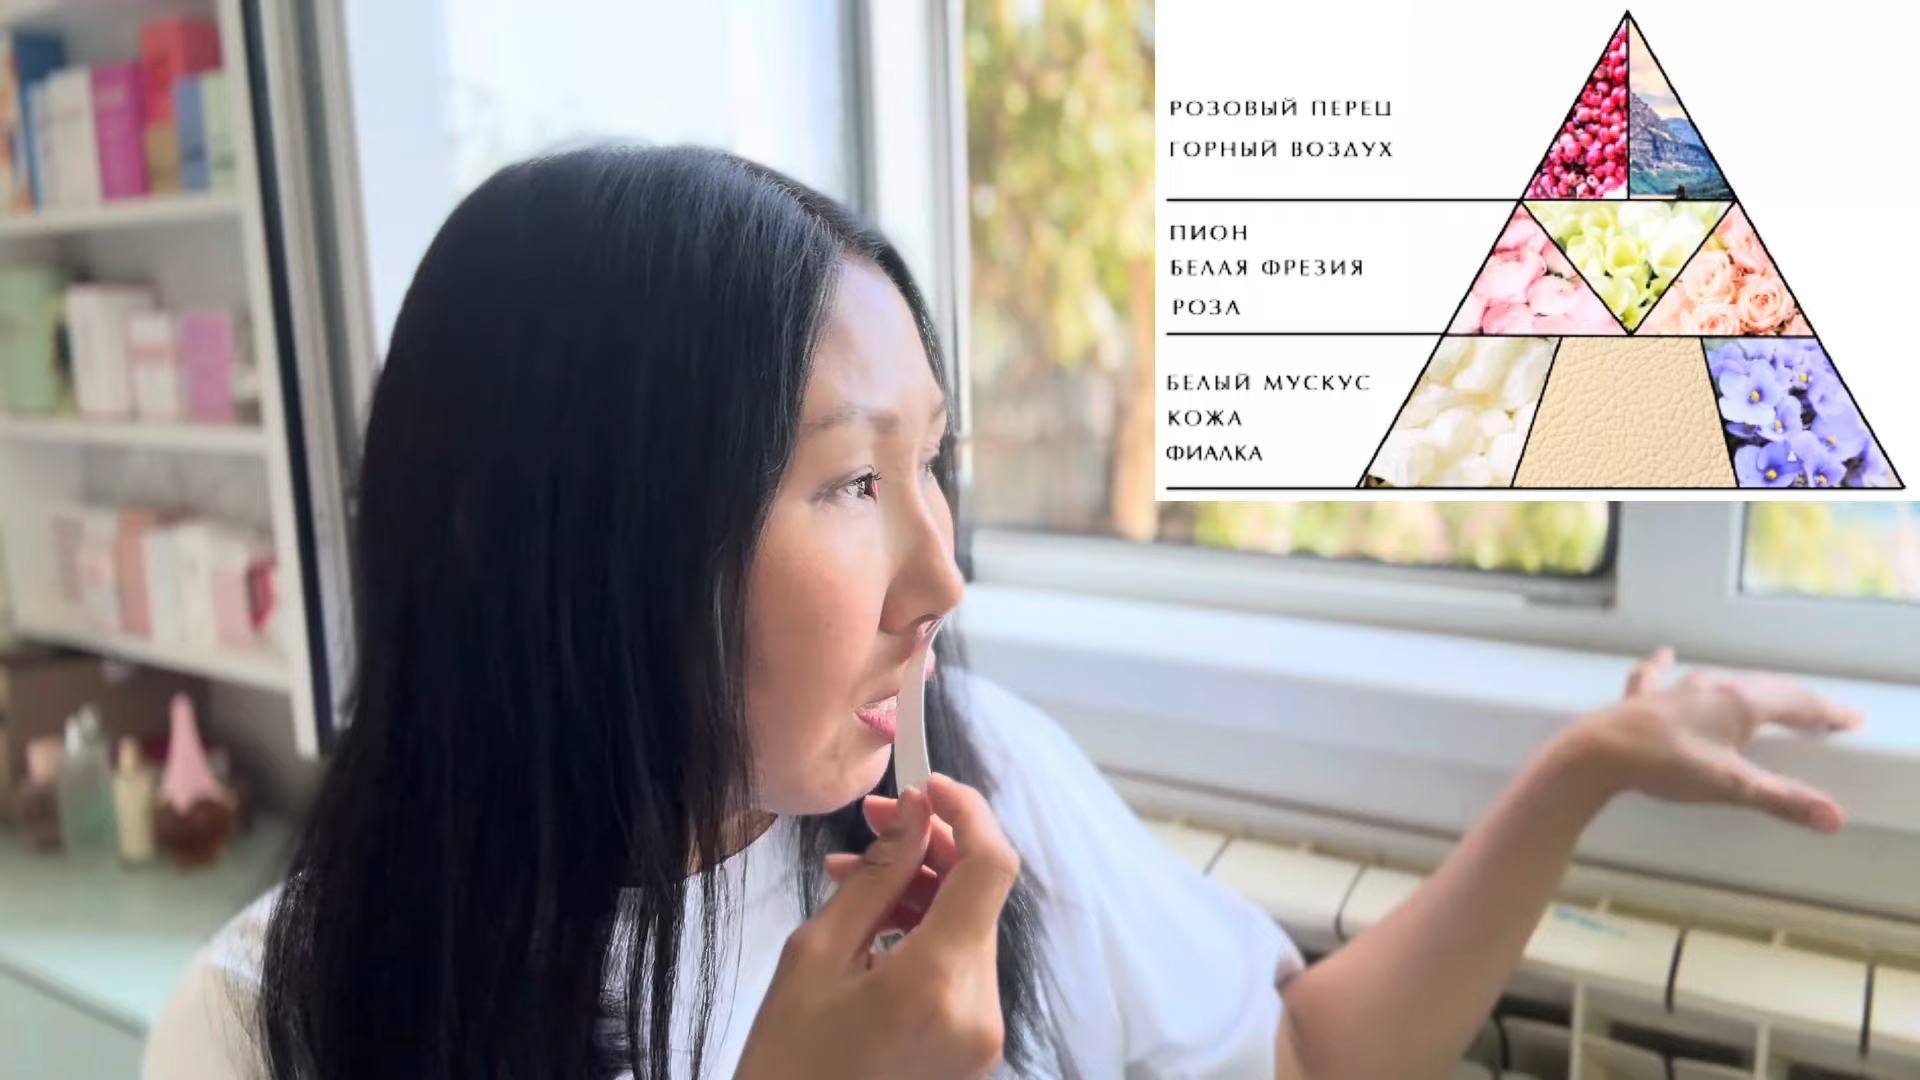 РОЗОВЫЙ ПЕРЕЦ
ГОРНЫЙ ВОЗДУХ
ПИОН
БЕЛАЯ ФРЕЗИЯ
РОЗА
БЕЛЫЙ МУСКУС
КОЖА
ФИАЛКА